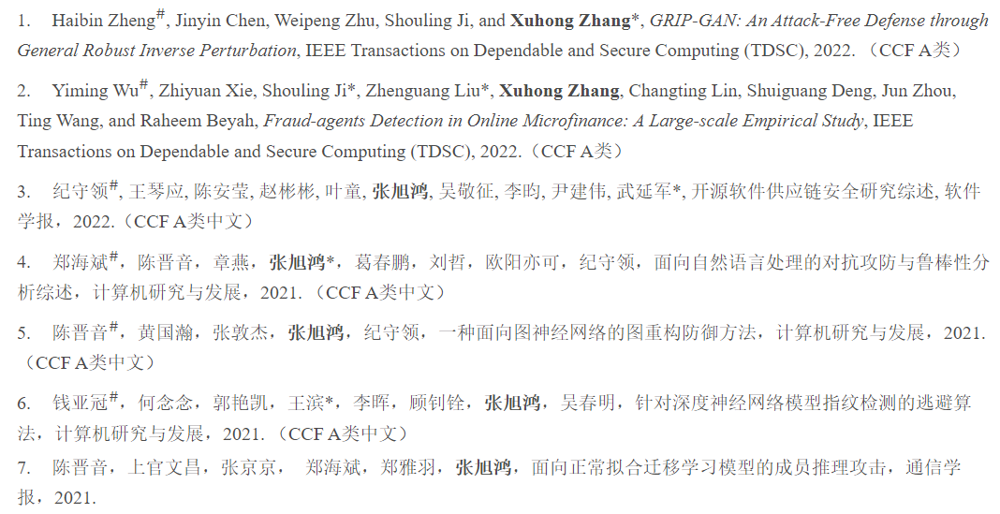 1. Haibin Zheng#, Jinyin Chen, Weipeng Zhu, Shouling Ji, and Xuhong Zhang*, GRIP-GAN: An Attack-Free Defense through
General Robust Inverse Perturbation, IEEE Transactions on Dependable and Secure Computing (TDSC), 2022. （CCF A类）
2. Yiming Wu#, Zhiyuan Xie, Shouling Ji*, Zhenguang Liu*, Xuhong Zhang, Changting Lin, Shuiguang Deng, Jun Zhou,
Ting Wang, and Raheem Beyah, Fraud-agents Detection in Online Microfinance: A Large-scale Empirical Study, IEEE
Transactions on Dependable and Secure Computing (TDSC), 2022.（CCF A类）
3. 纪守领#, 王琴应, 陈安莹, 赵彬彬, 叶童, 张旭鸿, 吴敬征, 李昀, 尹建伟, 武延军*, 开源软件供应链安全研究综述, 软件
学报，2022.（CCF A类中文）
4. 郑海斌#，陈晋音，章燕，张旭鸿*，葛春鹏，刘哲，欧阳亦可，纪守领，面向自然语言处理的对抗攻防与鲁棒性分
析综述，计算机研究与发展，2021. （CCF A类中文）
5. 陈晋音#，黄国瀚，张敦杰，张旭鸿，纪守领，一种面向图神经网络的图重构防御方法，计算机研究与发展，2021.
（CCF A类中文）
6. 钱亚冠#，何念念，郭艳凯，王滨*，李晖，顾钊铨，张旭鸿，吴春明，针对深度神经网络模型指纹检测的逃避算
法，计算机研究与发展，2021. （CCF A类中文）
7. 陈晋音，上官文昌，张京京， 郑海斌，郑雅羽，张旭鸿，面向正常拟合迁移学习模型的成员推理攻击，通信学
报，2021.